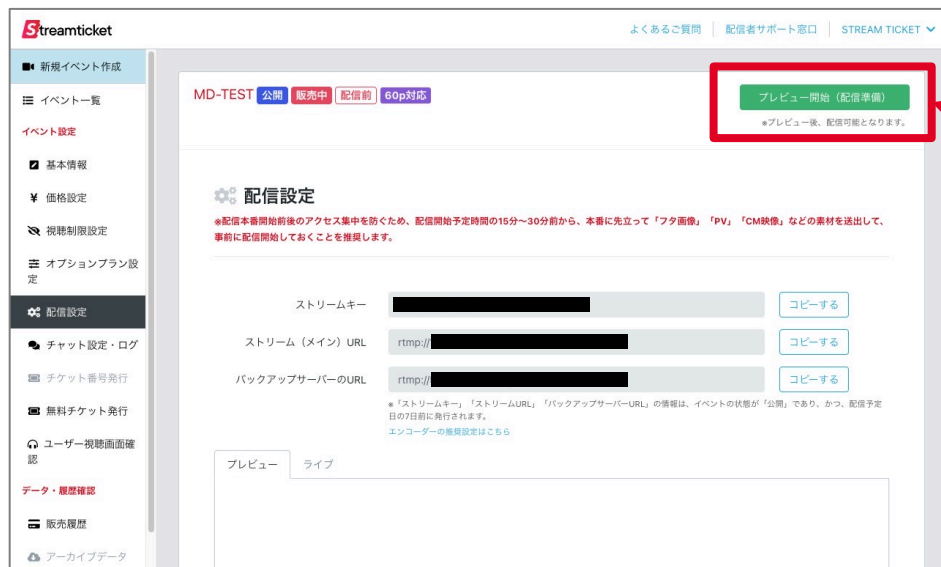 Streamticket
よくあるご質問
配信者サポート窓口
STREAM TICKET
新規イベント作成
イベント一覧
イベント設定
基本情報
価格設定
視聴制限設定
オプションプラン設
定
配信設定
チャット設定・ログ
チケット番号発行
無料チケット発行
ユーザー視聴画面確
認
データ・履歴確認
販売履歴
アーカイブデータ
MD-TEST 公開 販売中 配信前 60p対応
プレビュー開始（配信準備）
※プレビュー後、配信可能となります。
配信設定
※配信本番開始前後のアクセス集中を防ぐため、配信開始予定時間の15分〜30分前から、本番に先立って「フタ画像」「PV」「CM映像」などの素材を送出して、
事前に配信開始しておくことを推奨します。
ストリームキー
コピーする
ストリーム（メイン）URL
rtmp://
コピーする
バックアップサーバーのURL
rtmp://
コピーする
※「ストリームキー」「ストリームURL」「バックアップサーバーURL」の情報は、イベントの状態が「公開」であり、かつ、配信予定
日の7日前に発行されます。
エンコーダーの推奨設定はこちら
プレビュー
ライブ